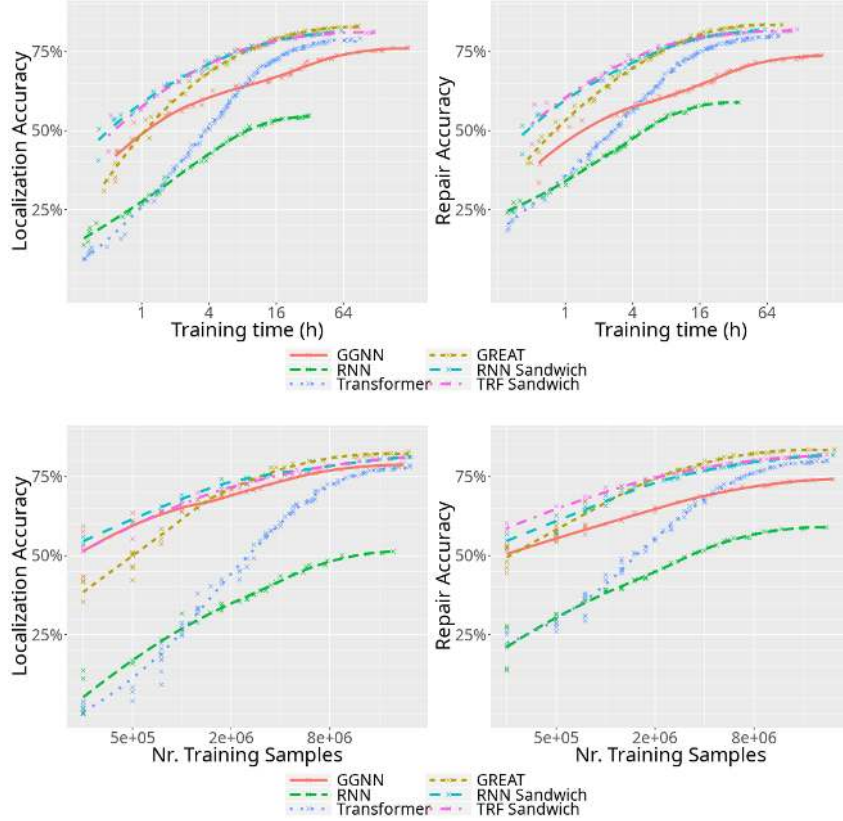 75%
50%
25%
Localization Accuracy
1 4 16 64
Training time (h)
75%
50%
25%
Repair Accuracy
1 4 16 64
Training time (h)
GGNN GREAT
RNN RNN Sandwich
Transformer TRF Sandwich
75%
50%
25%
Localization Accuracy
5e+05 2e+06 8e+06
Nr. Training Samples
75%
50%
25%
Repair Accuracy
5e+05 2e+06 8e+06
Nr. Training Samples
GGNN GREAT
RNN RNN Sandwich
Transformer TRF Sandwich